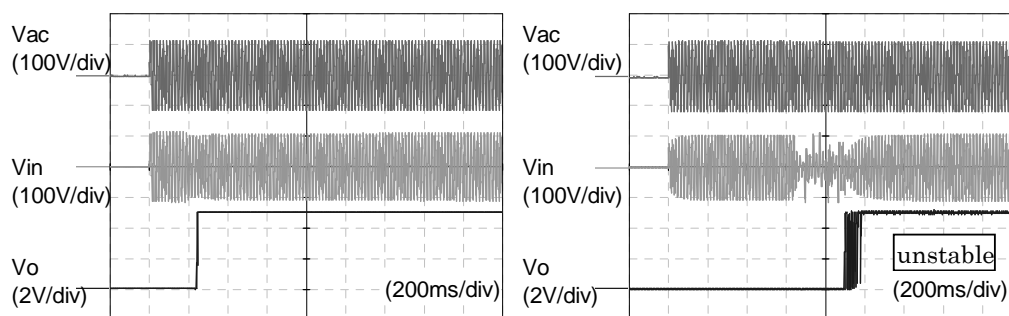 Vac
(100V/div)
Vin
(100V/div)
Vo
(2V/div)
(200ms/div)
Vac
(100V/div)
Vin
(100V/div)
Vo
(2V/div)
unstable
(200ms/div)